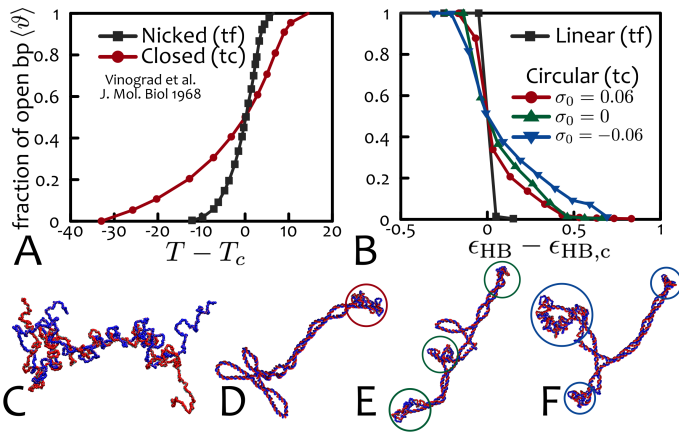 fraction of open bp ⟨ϑ⟩
1
0.8
0.6
0.4
0.2
0
Nicked (tf)
Closed (tc)
Vinograd et al.
J. Mol. Biol 1968
-40 -30 -20 -10 0 10 20
T − T_c
A
1
0.8
0.6
0.4
0.2
0
Linear (tf)
Circular (tc)
σ₀ = 0.06
σ₀ = 0
σ₀ = −0.06
-0.5 0 0.5 1
ϵ_HB − ϵ_HB,c
B
C D E F